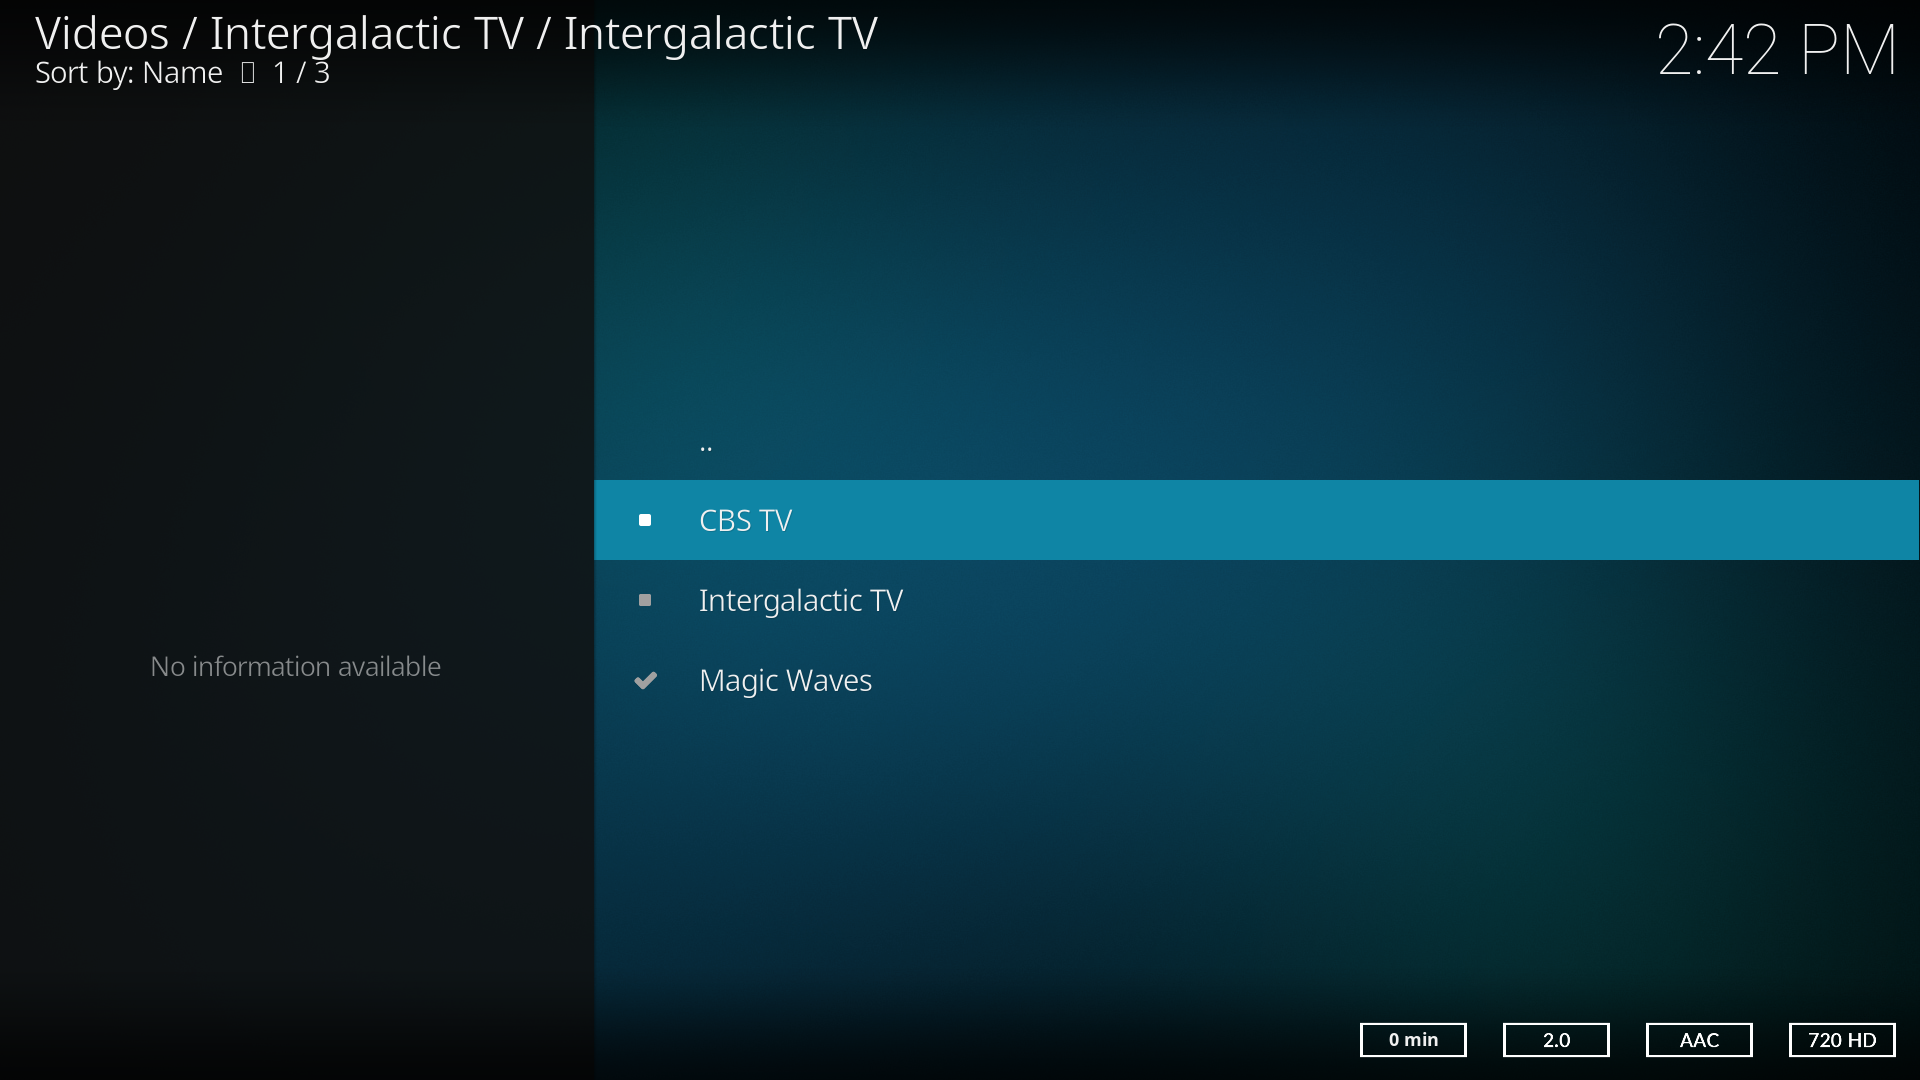 Videos / Intergalactic TV / Intergalactic TV
Sort by: Name 1 / 3
2:42 PM
..
CBS TV
Intergalactic TV
Magic Waves
No information available
0 min
2.0
AAC
720 HD